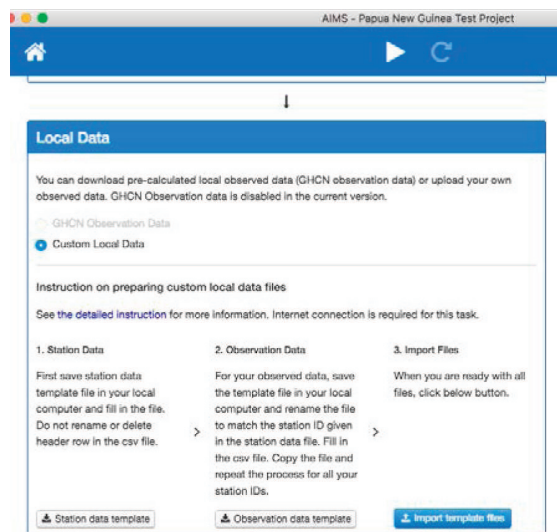 AIMS - Papua New Guinea Test Project
Local Data
You can download pre-calculated local observed data (GHCN observation data) or upload your own
observed data. GHCN Observation data is disabled in the current version.
GHCN Observation Data
Custom Local Data
Instruction on preparing custom local data files
See the detailed instruction for more information. Internet connection is required for this task.
1. Station Data
First save station data
template file in your local
computer and fill in the file.
Do not rename or delete
header row in the csv file.
>
2. Observation Data
For your observed data, save
the template file in your local
computer and rename the file
to match the station ID given
in the station data file. Fill in
the csv file. Copy the file and
repeat the process for all your
station IDs.
>
3. Import Files
When you are ready with all
files, click below button.
Station data template
Observation data template
Import template files